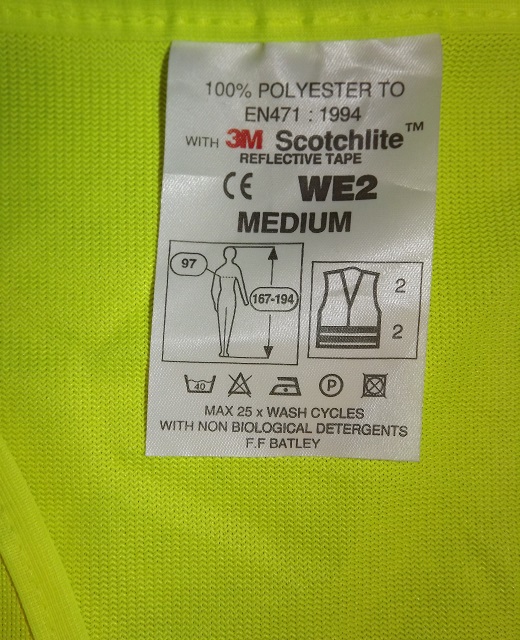 100% POLYESTER TO
EN471 : 1994
WITH 3M Scotchlite™
REFLECTIVE TAPE
CE WE2
MEDIUM
97
167-194
2
2
40
P
MAX 25 x WASH CYCLES
WITH NON BIOLOGICAL DETERGENTS
F.F BATLEY